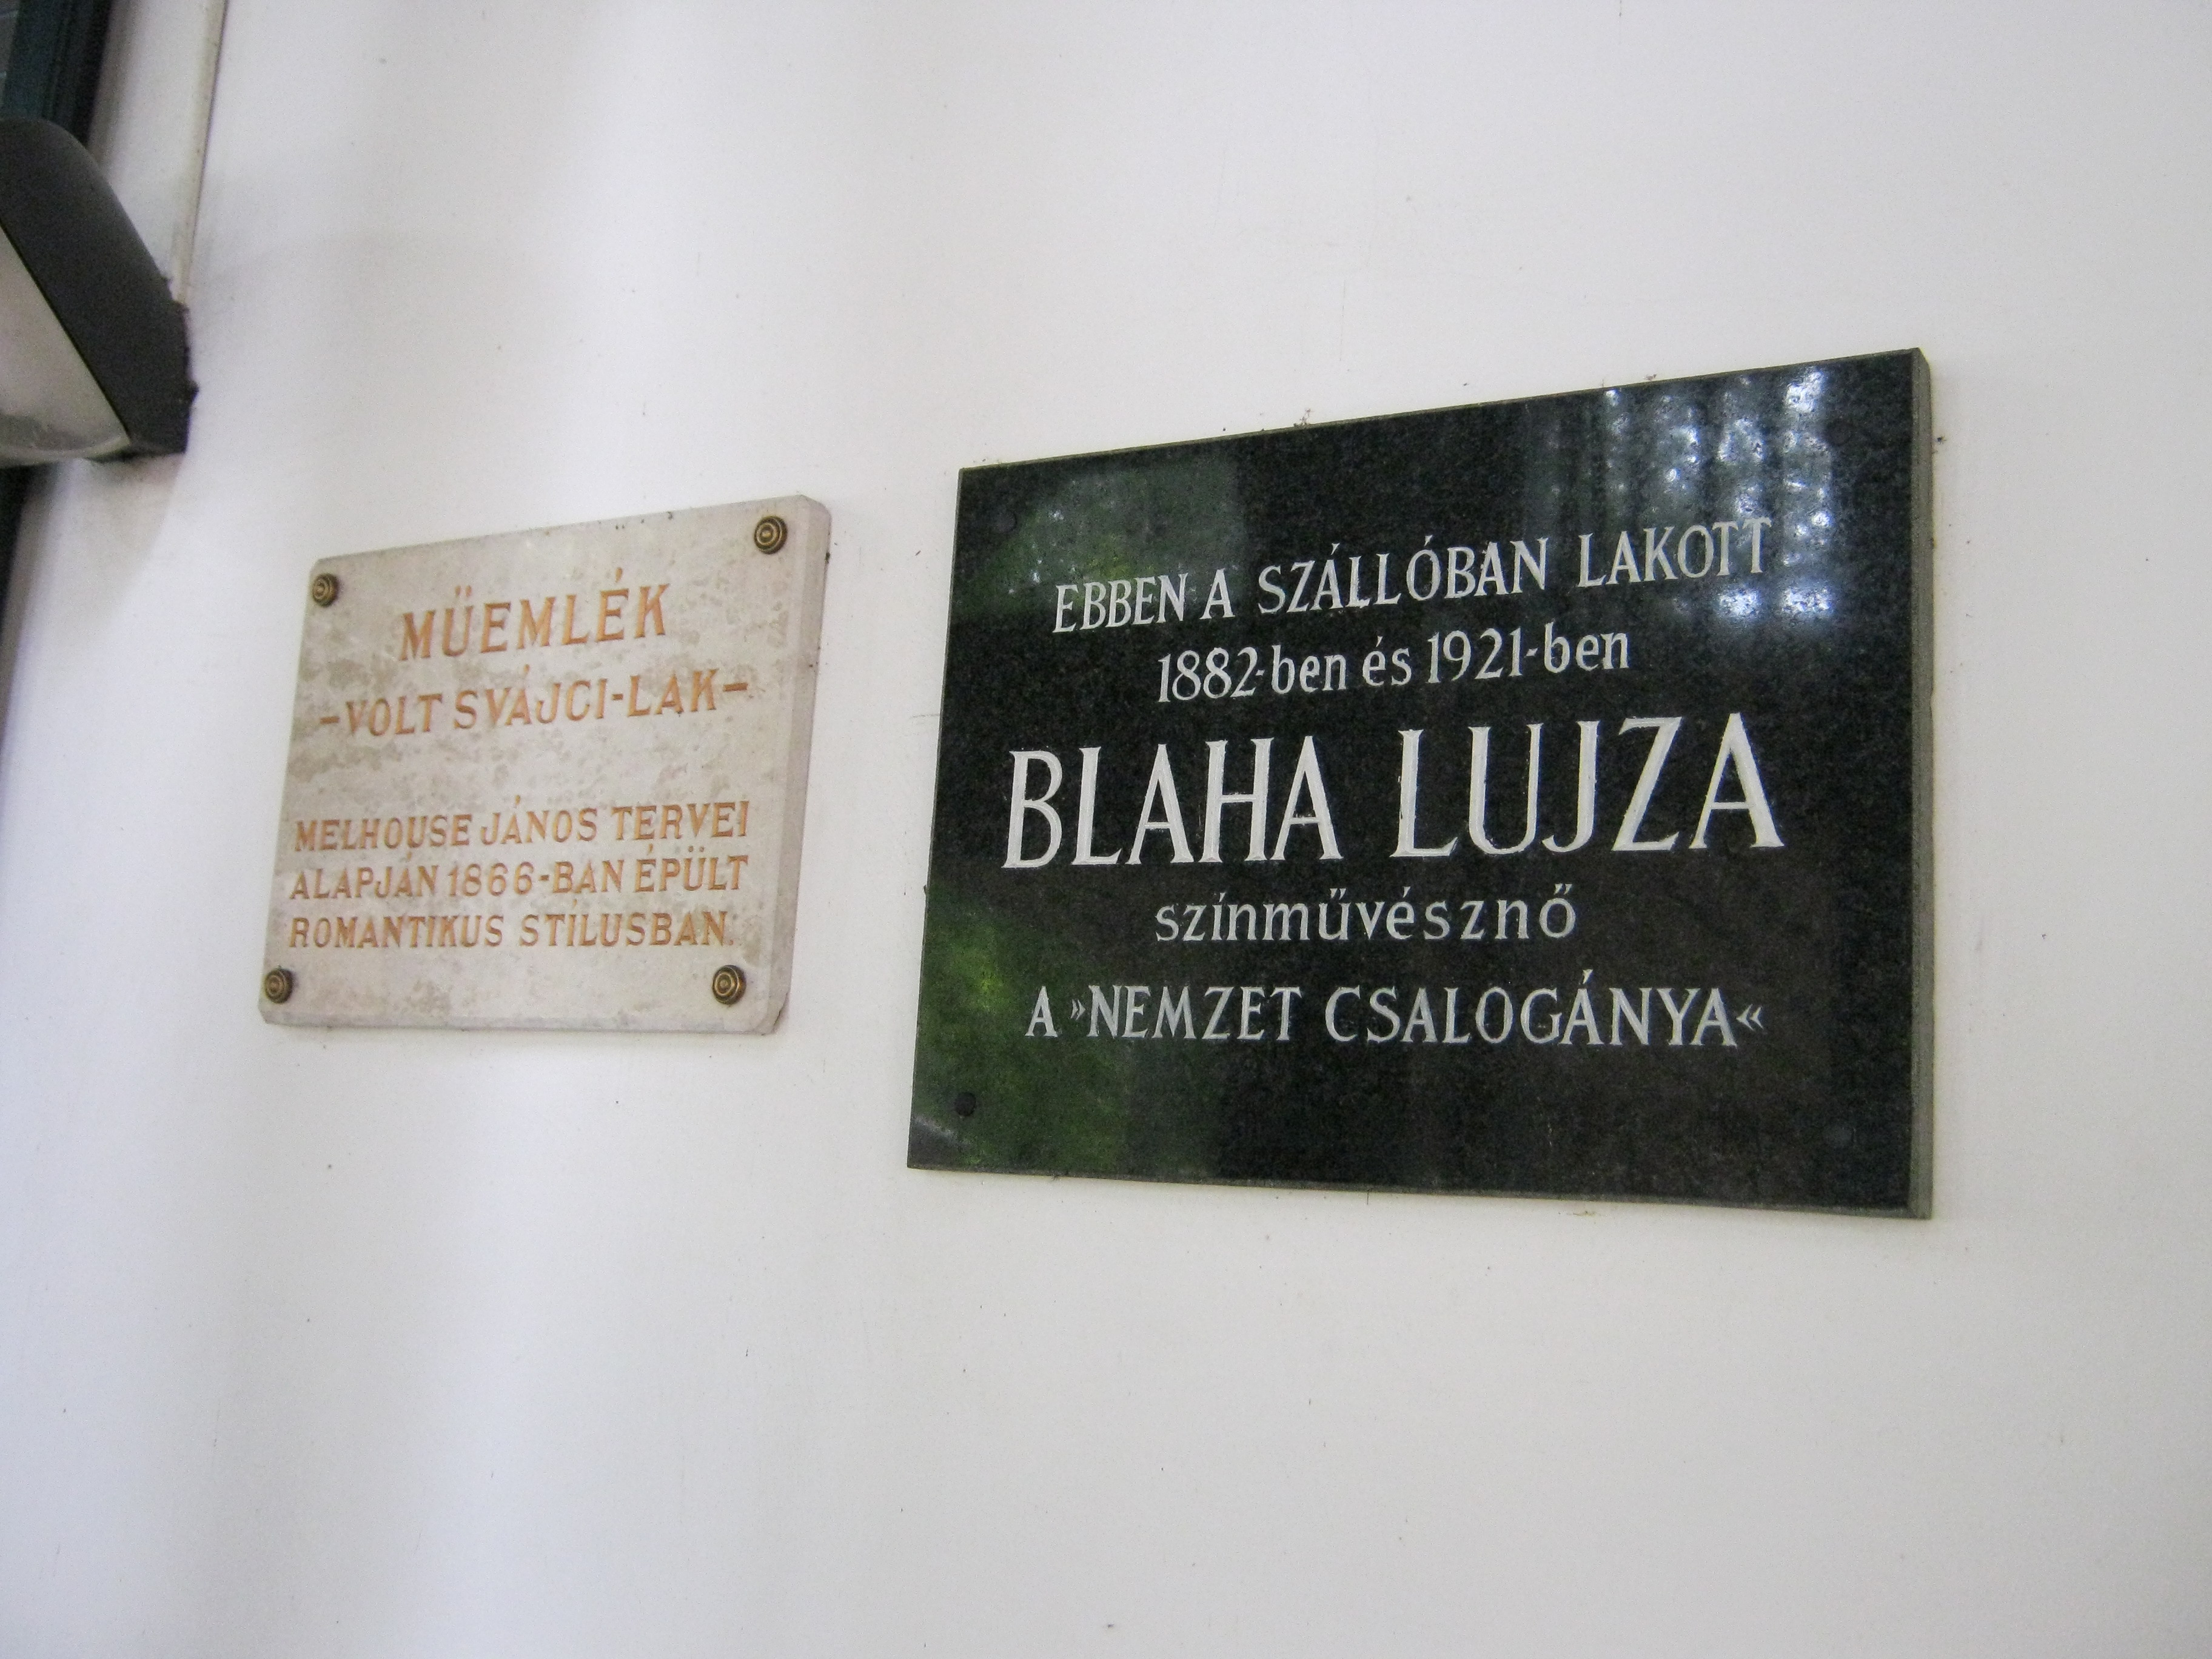 MŰEMLÉK
-VOLT SVÁJCI-LAK-
MELHOUSE JÁNOS TERVEI
ALAPJÁN 1866-BAN ÉPÜLT
ROMANTIKUS STÍLUSBAN.
EBBEN A SZÁLLÓBAN LAKOTT
1882-ben és 1921-ben
BLAHA LUJZA
színművésznő
A »NEMZET CSALOGÁNYA«